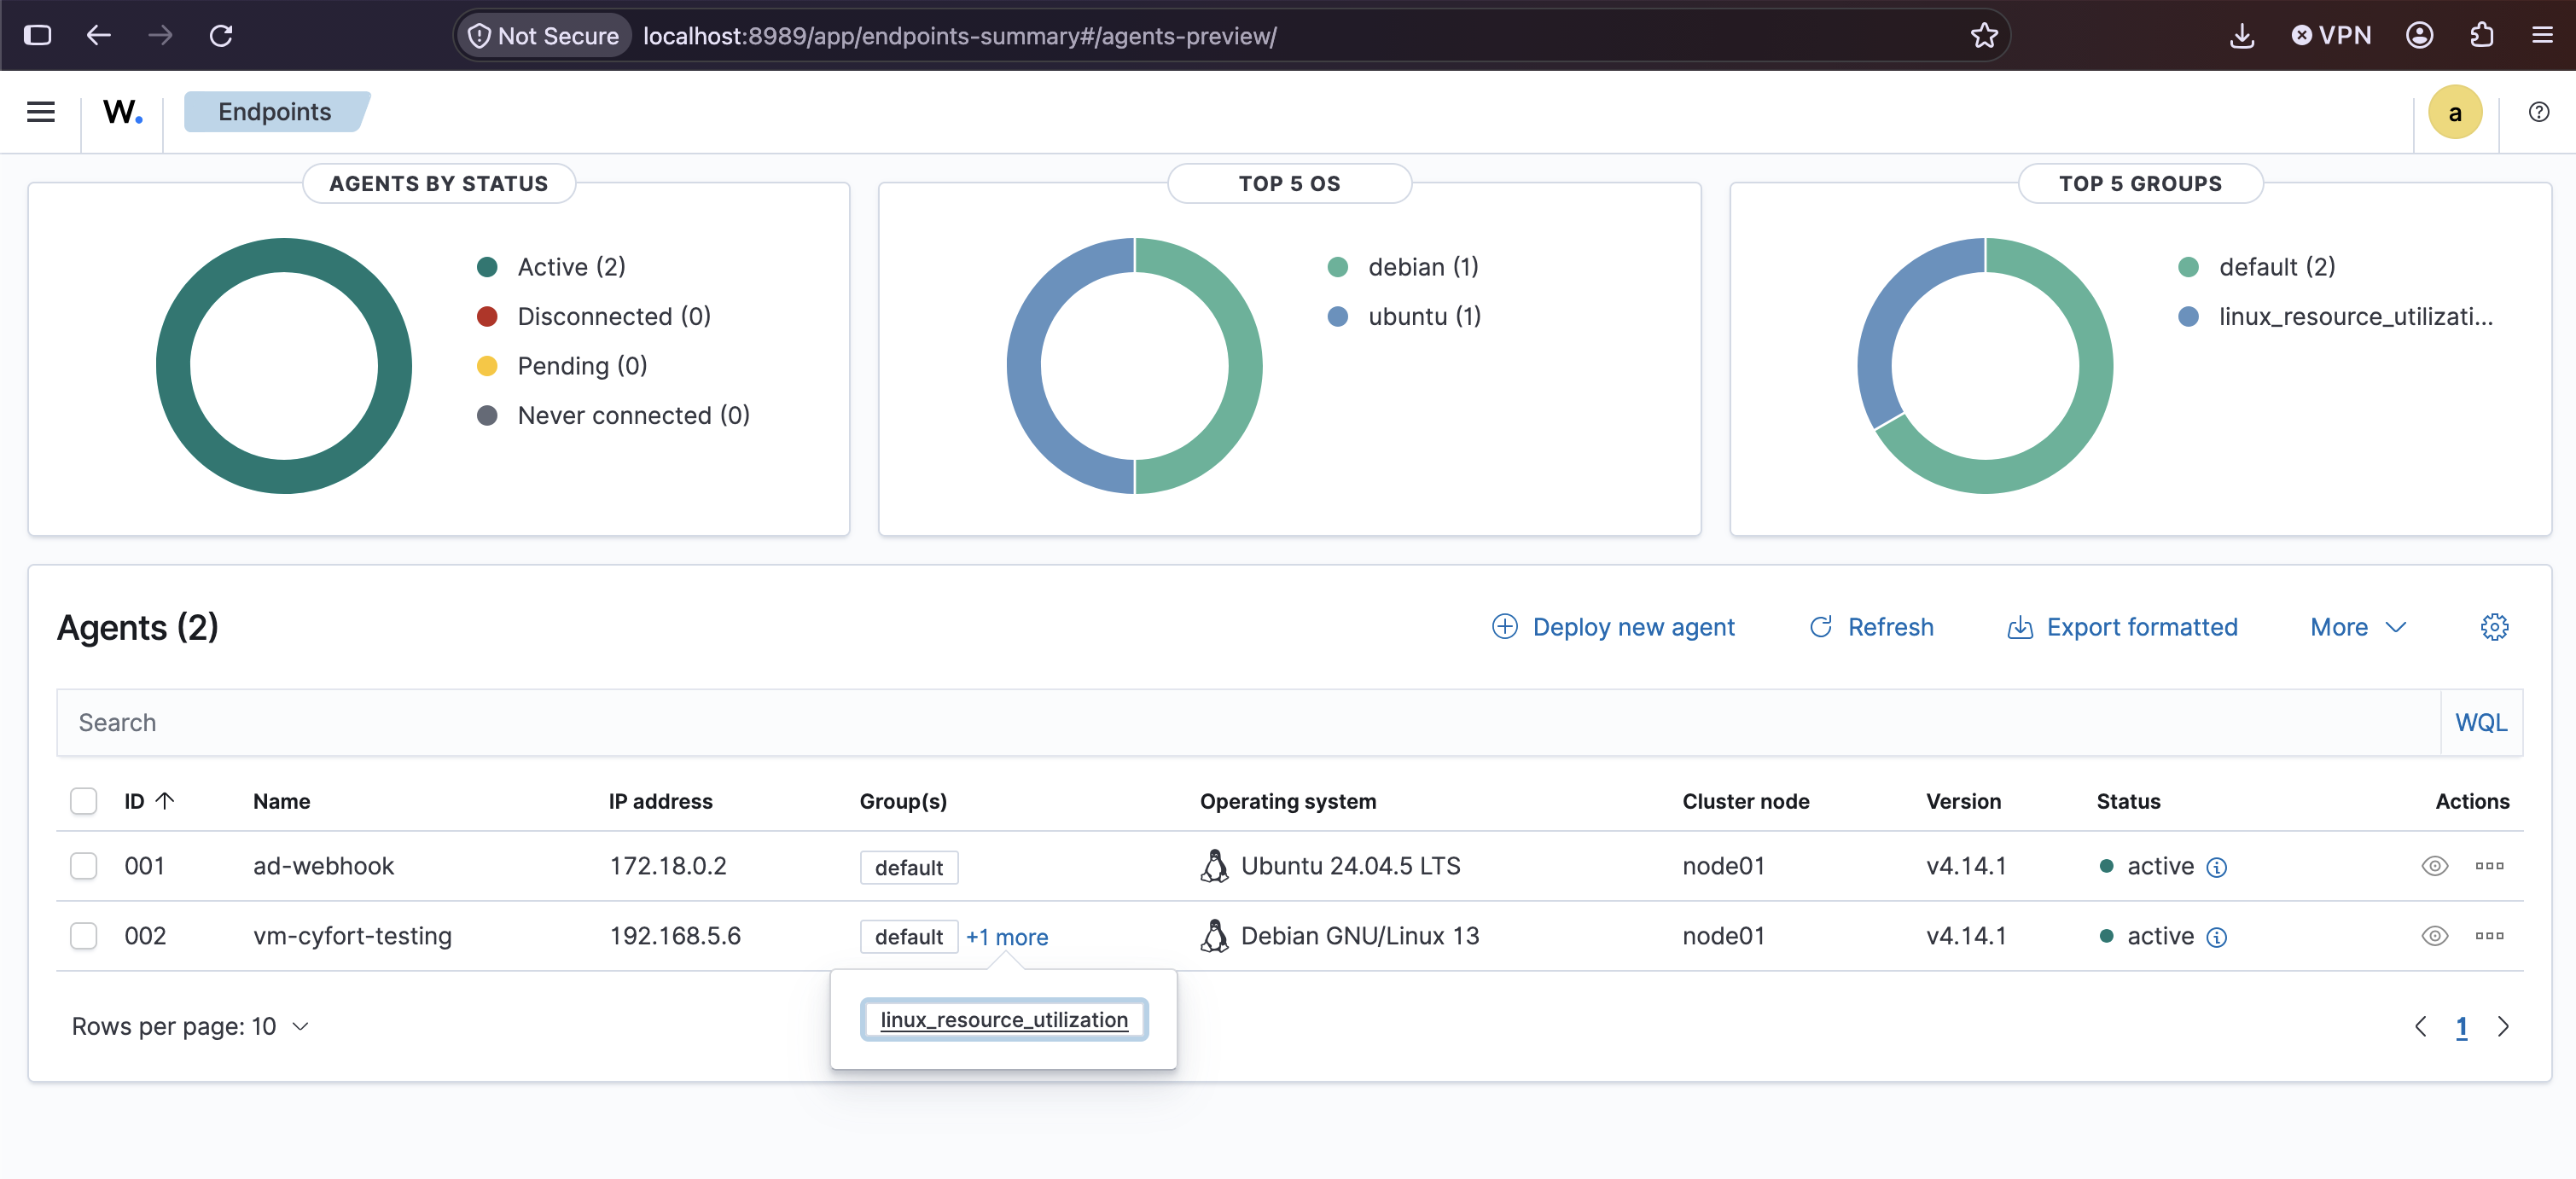 Not Secure localhost:8989/app/endpoints-summary#/agents-preview/ VPN
W. Endpoints a
AGENTS BY STATUS
Active (2)
Disconnected (0)
Pending (0)
Never connected (0)
TOP 5 OS
debian (1)
ubuntu (1)
TOP 5 GROUPS
default (2)
linux_resource_utilizati...
Agents (2) Deploy new agent Refresh Export formatted More
Search WQL
ID Name IP address Group(s) Operating system Cluster node Version Status Actions
001 ad-webhook 172.18.0.2 default Ubuntu 24.04.5 LTS node01 v4.14.1 active
002 vm-cyfort-testing 192.168.5.6 default +1 more Debian GNU/Linux 13 node01 v4.14.1 active
linux_resource_utilization
Rows per page: 10 1